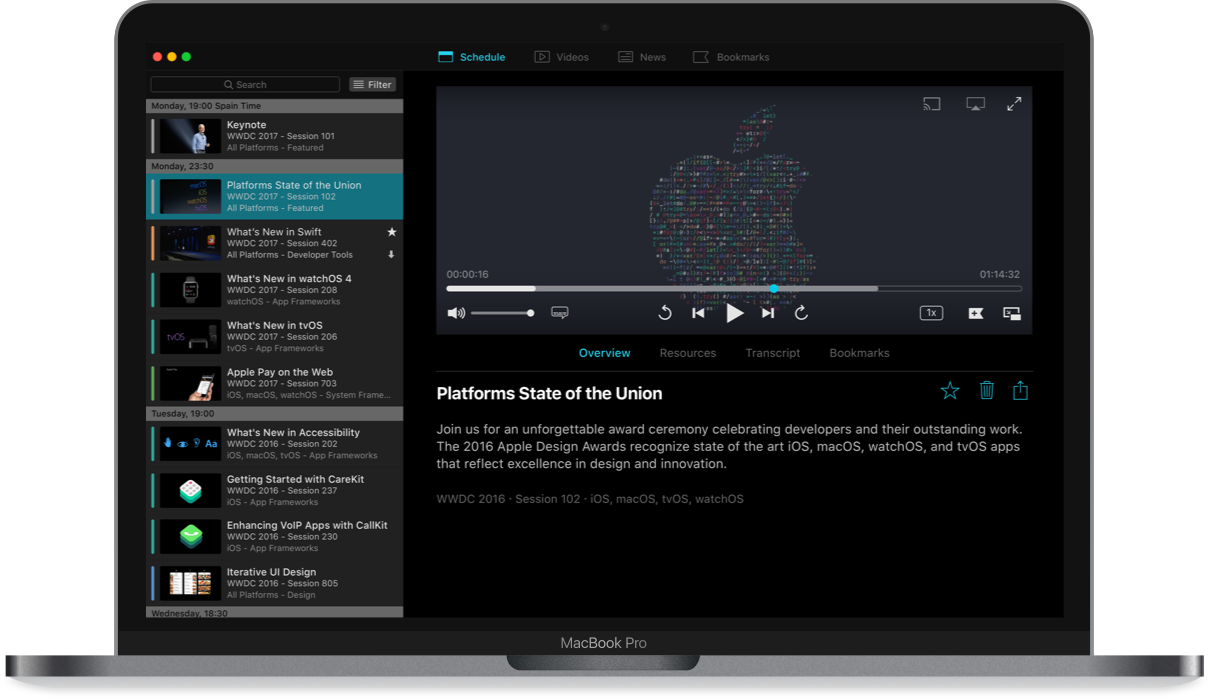 Schedule
Videos
News
Bookmarks
Search
Filter
Monday, 19:00 Spain Time
Keynote
WWDC 2017 - Session 101
All Platforms - Featured
Monday, 23:30
macOS
iOS
watchOS
tvOS
Platforms State of the Union
WWDC 2017 - Session 102
All Platforms - Featured
What's New in Swift
WWDC 2017 - Session 402
All Platforms - Developer Tools
What's New in watchOS 4
WWDC 2017 - Session 208
watchOS - App Frameworks
tvOS
What's New in tvOS
WWDC 2017 - Session 206
tvOS - App Frameworks
Apple Pay on the Web
WWDC 2017 - Session 703
iOS, macOS, watchOS - System Frame...
Tuesday, 19:00
Aa
What's New in Accessibility
WWDC 2016 - Session 202
iOS, macOS, tvOS - App Frameworks
Getting Started with CareKit
WWDC 2016 - Session 237
iOS - App Frameworks
Enhancing VoIP Apps with CallKit
WWDC 2016 - Session 230
iOS - App Frameworks
Iterative UI Design
WWDC 2016 - Session 805
All Platforms - Design
Wednesday, 18:30
00:00:16
01:14:32
1x
Overview
Resources
Transcript
Bookmarks
Platforms State of the Union
Join us for an unforgettable award ceremony celebrating developers and their outstanding work.
The 2016 Apple Design Awards recognize state of the art iOS, macOS, watchOS, and tvOS apps
that reflect excellence in design and innovation.
WWDC 2016 · Session 102 · iOS, macOS, tvOS, watchOS
MacBook Pro